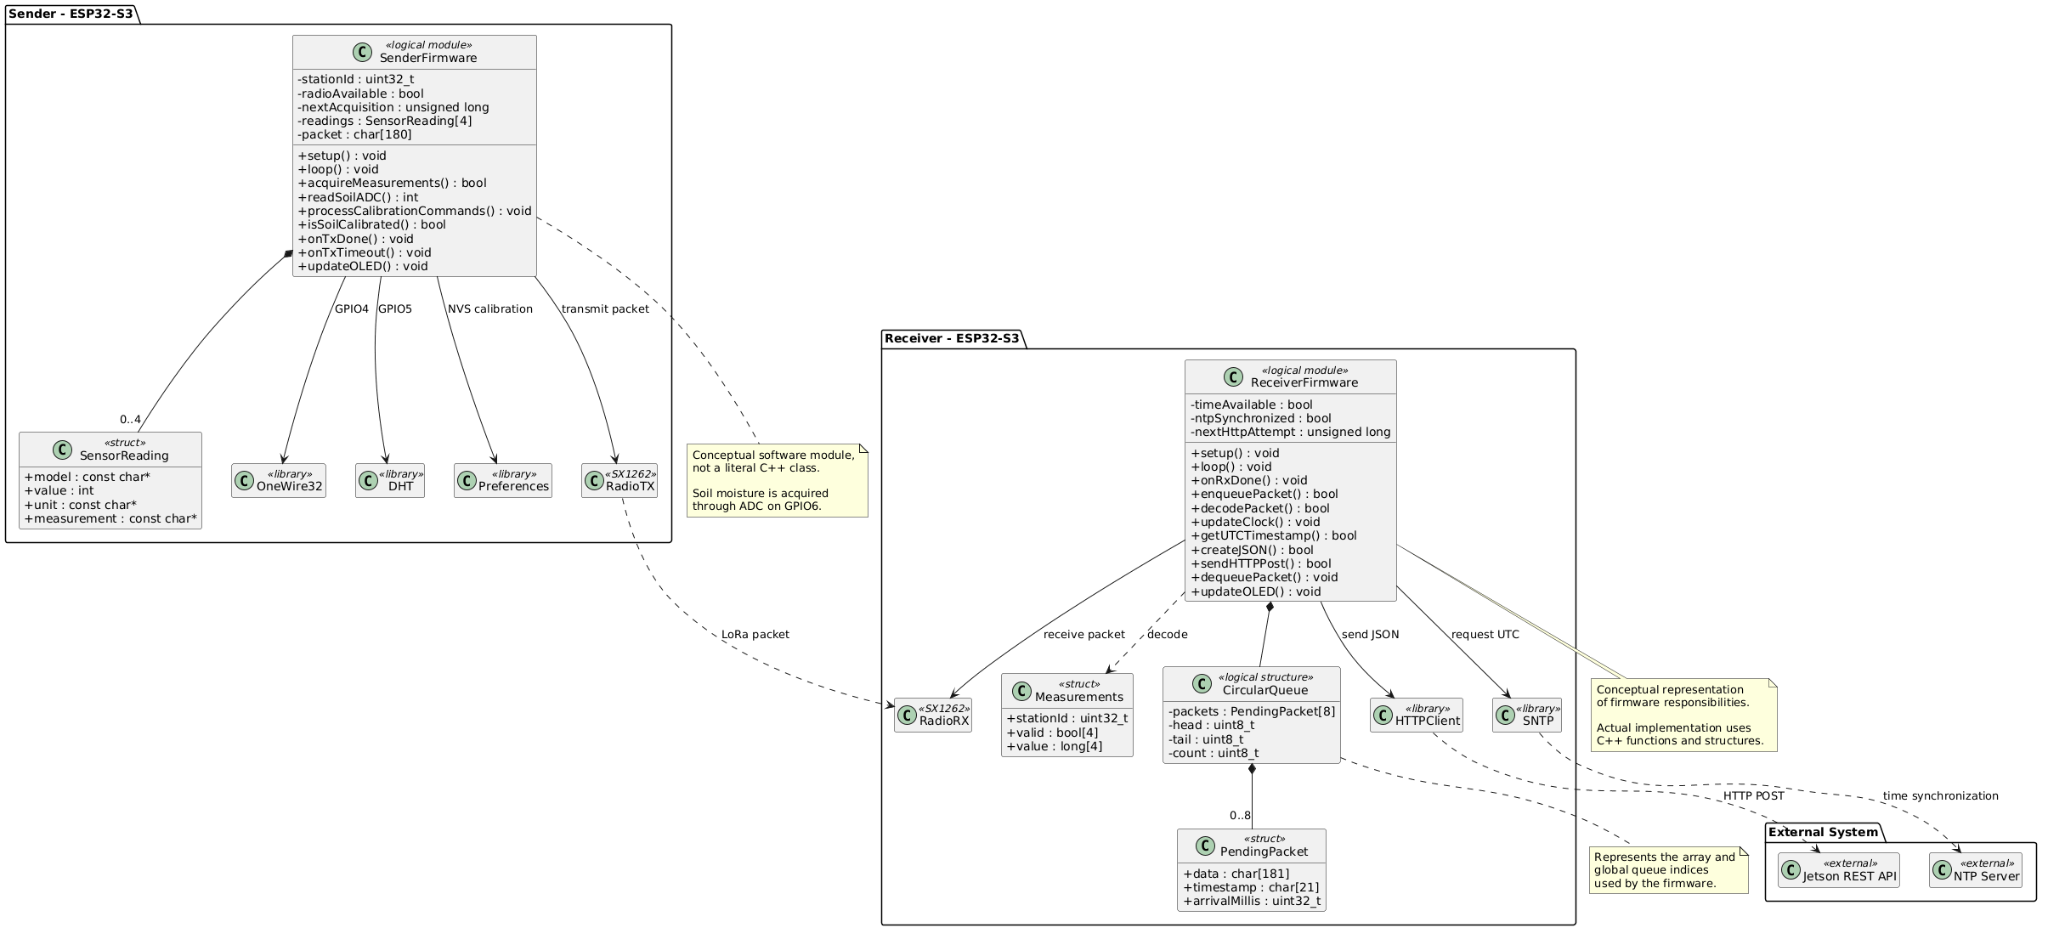 Sender - ESP32-S3
«logical module»
SenderFirmware
-stationId : uint32_t
-radioAvailable : bool
-nextAcquisition : unsigned long
-readings : SensorReading[4]
-packet : char[180]
+setup() : void
+loop() : void
+acquireMeasurements() : bool
+readSoilADC() : int
+processCalibrationCommands() : void
+isSoilCalibrated() : bool
+onTxDone() : void
+onTxTimeout() : void
+updateOLED() : void
GPIO4
GPIO5
NVS calibration
transmit packet
0..4
«struct»
SensorReading
+model : const char*
+value : int
+unit : const char*
+measurement : const char*
«library»
OneWire32
«library»
DHT
«library»
Preferences
«SX1262»
RadioTX
Conceptual software module,
not a literal C++ class.
Soil moisture is acquired
through ADC on GPIO6.
LoRa packet
Receiver - ESP32-S3
«logical module»
ReceiverFirmware
-timeAvailable : bool
-ntpSynchronized : bool
-nextHttpAttempt : unsigned long
+setup() : void
+loop() : void
+onRxDone() : void
+enqueuePacket() : bool
+decodePacket() : bool
+updateClock() : void
+getUTCTimestamp() : bool
+createJSON() : bool
+sendHTTPPost() : bool
+dequeuePacket() : void
+updateOLED() : void
receive packet
decode
send JSON
request UTC
«SX1262»
RadioRX
«struct»
Measurements
+stationId : uint32_t
+valid : bool[4]
+value : long[4]
«logical structure»
CircularQueue
-packets : PendingPacket[8]
-head : uint8_t
-tail : uint8_t
-count : uint8_t
«library»
HTTPClient
«library»
SNTP
Conceptual representation
of firmware responsibilities.
Actual implementation uses
C++ functions and structures.
0..8
«struct»
PendingPacket
+data : char[181]
+timestamp : char[21]
+arrivalMillis : uint32_t
Represents the array and
global queue indices
used by the firmware.
HTTP POST
time synchronization
External System
«external»
Jetson REST API
«external»
NTP Server